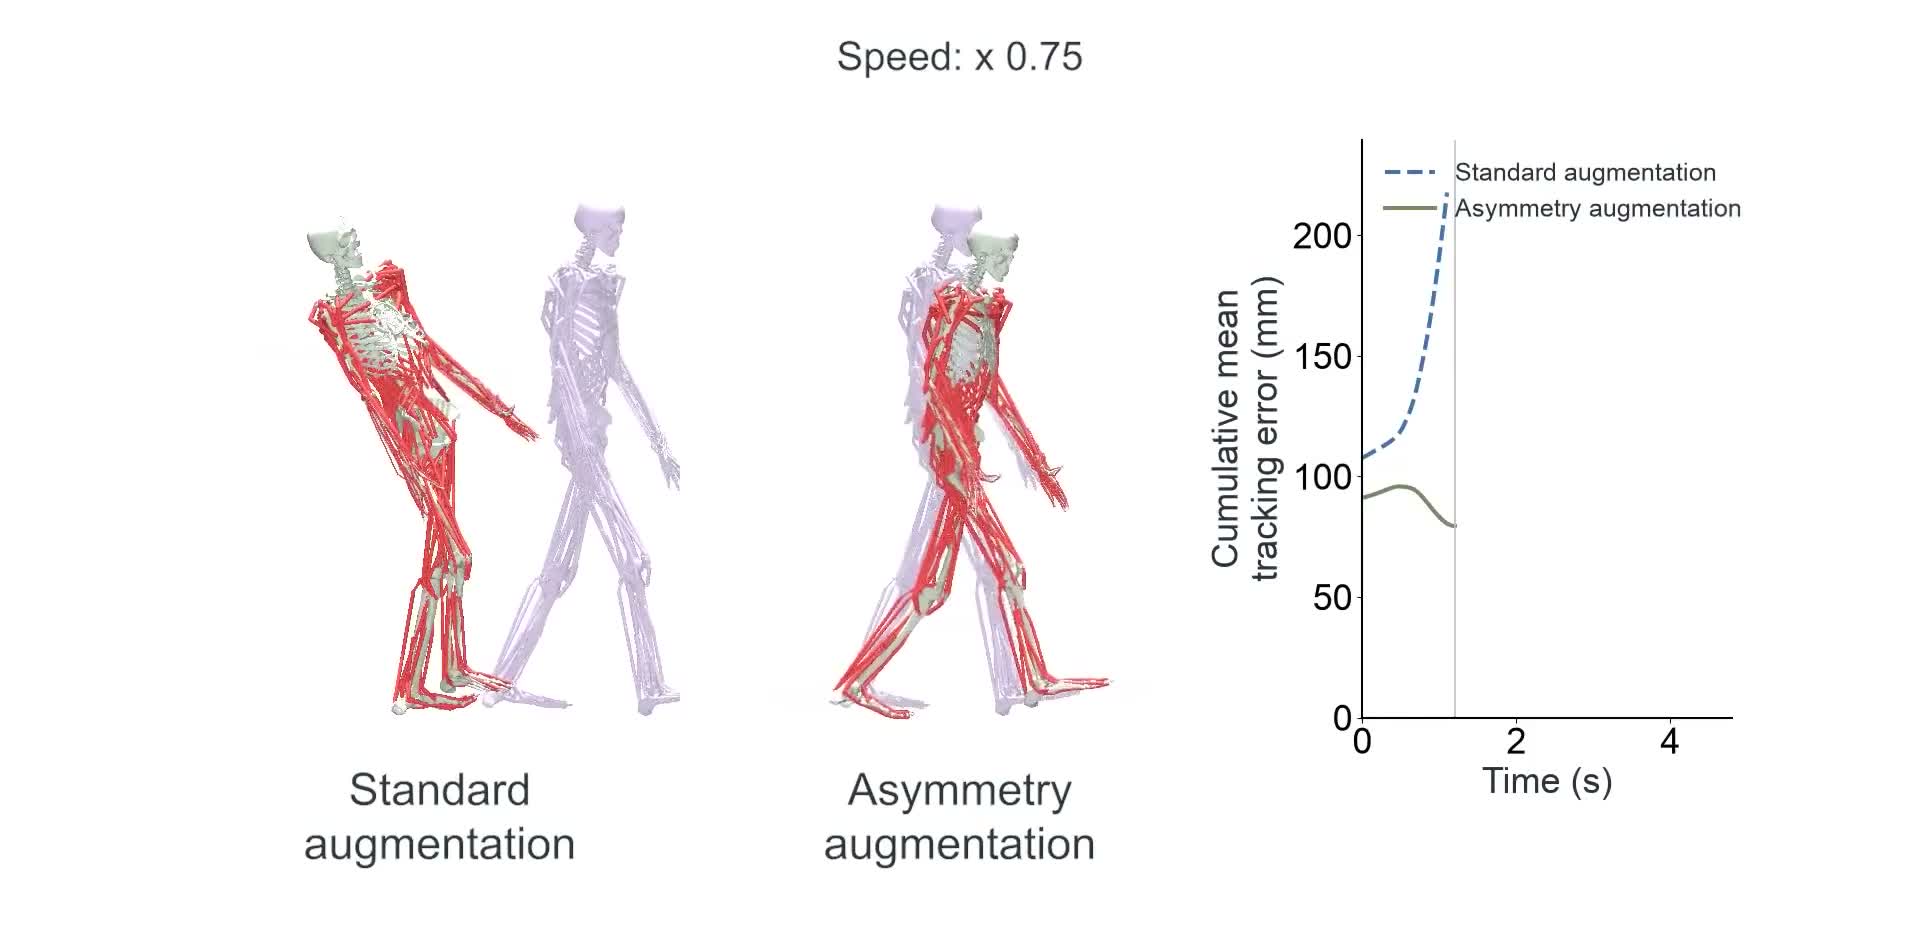 Speed: x 0.75
Standard
augmentation
Asymmetry
augmentation
Cumulative mean
tracking error (mm)
200
150
100
50
0
0
2
4
Time (s)
Standard augmentation
Asymmetry augmentation